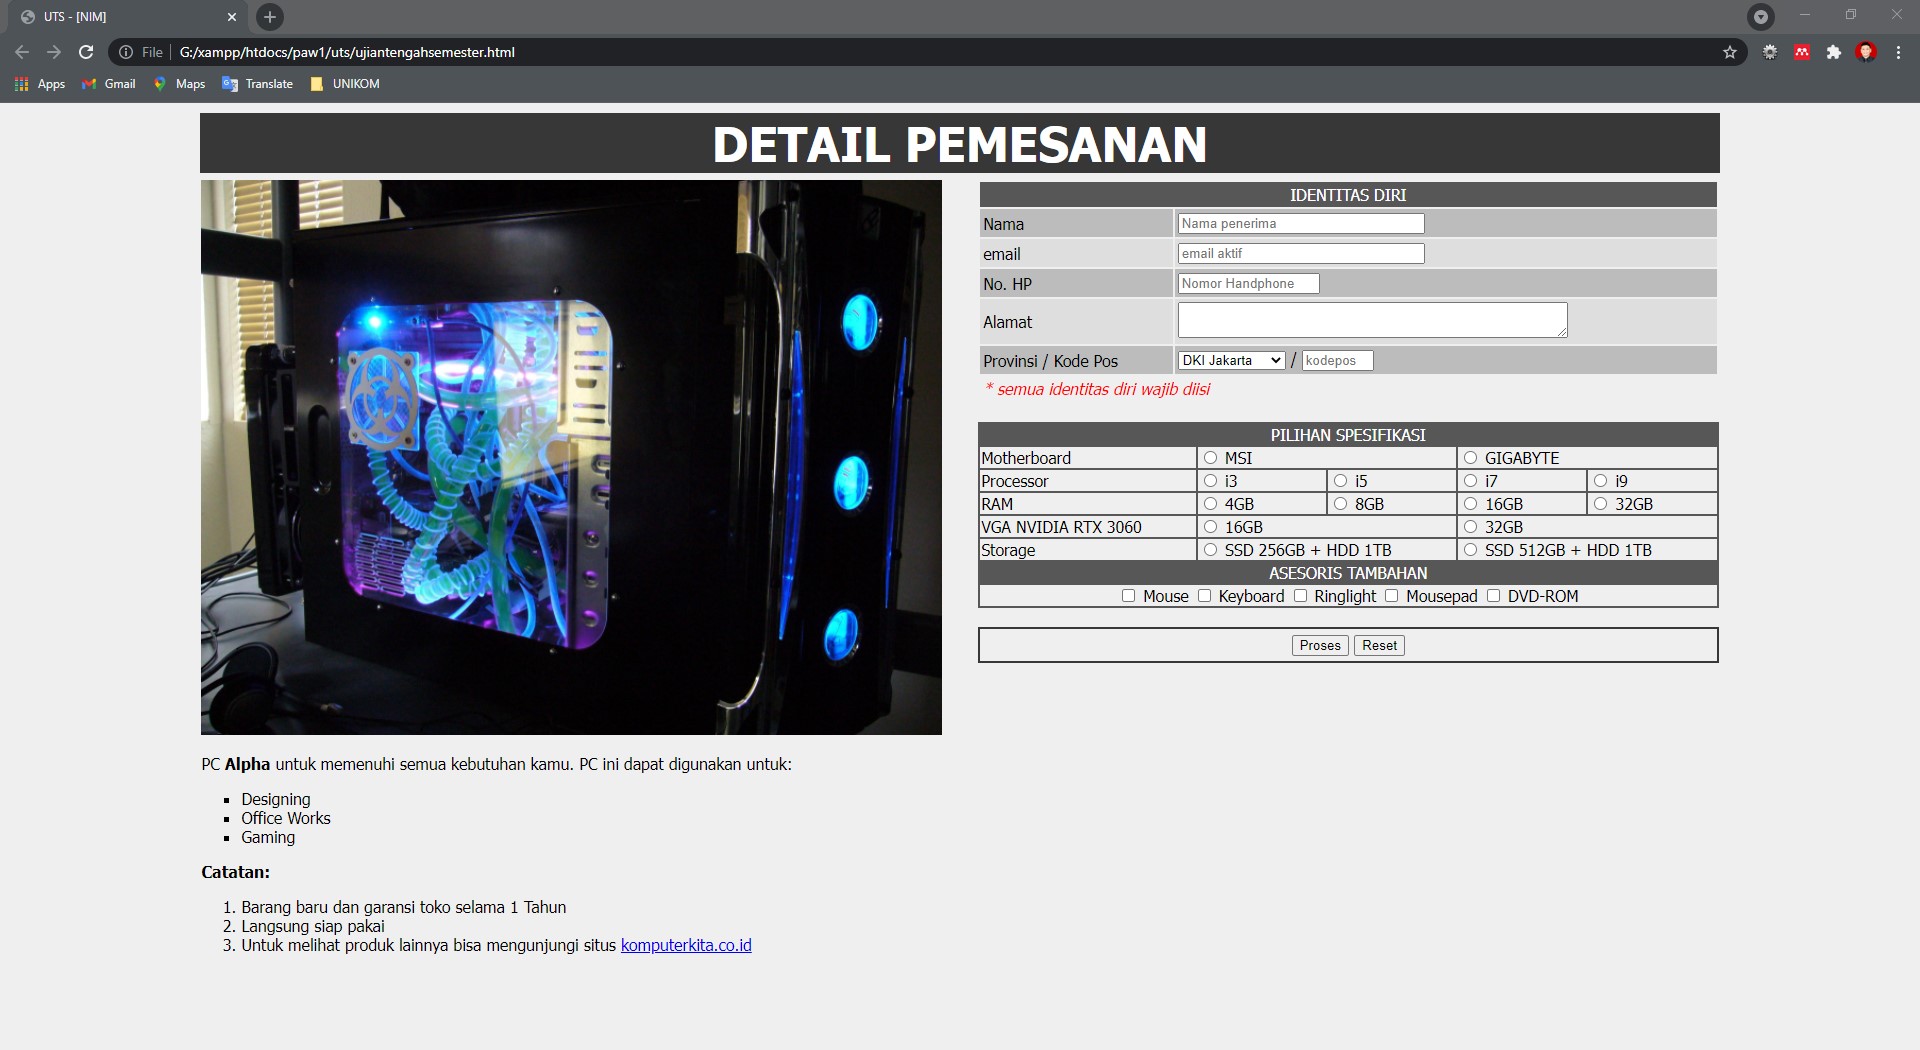 UTS - [NIM]
File G:/xampp/htdocs/paw1/uts/ujiantengahsemester.html
Apps Gmail Maps Translate UNIKOM
DETAIL PEMESANAN
IDENTITAS DIRI
Nama Nama penerima
email email aktif
No. HP Nomor Handphone
Alamat
Provinsi / Kode Pos DKI Jakarta / kodepos
* semua identitas diri wajib diisi
PILIHAN SPESIFIKASI
Motherboard MSI GIGABYTE
Processor i3 i5 i7 i9
RAM 4GB 8GB 16GB 32GB
VGA NVIDIA RTX 3060 16GB 32GB
Storage SSD 256GB + HDD 1TB SSD 512GB + HDD 1TB
ASESORIS TAMBAHAN
Mouse Keyboard Ringlight Mousepad DVD-ROM
Proses Reset
PC Alpha untuk memenuhi semua kebutuhan kamu. PC ini dapat digunakan untuk:
▪ Designing
▪ Office Works
▪ Gaming
Catatan:
1. Barang baru dan garansi toko selama 1 Tahun
2. Langsung siap pakai
3. Untuk melihat produk lainnya bisa mengunjungi situs komputerkita.co.id